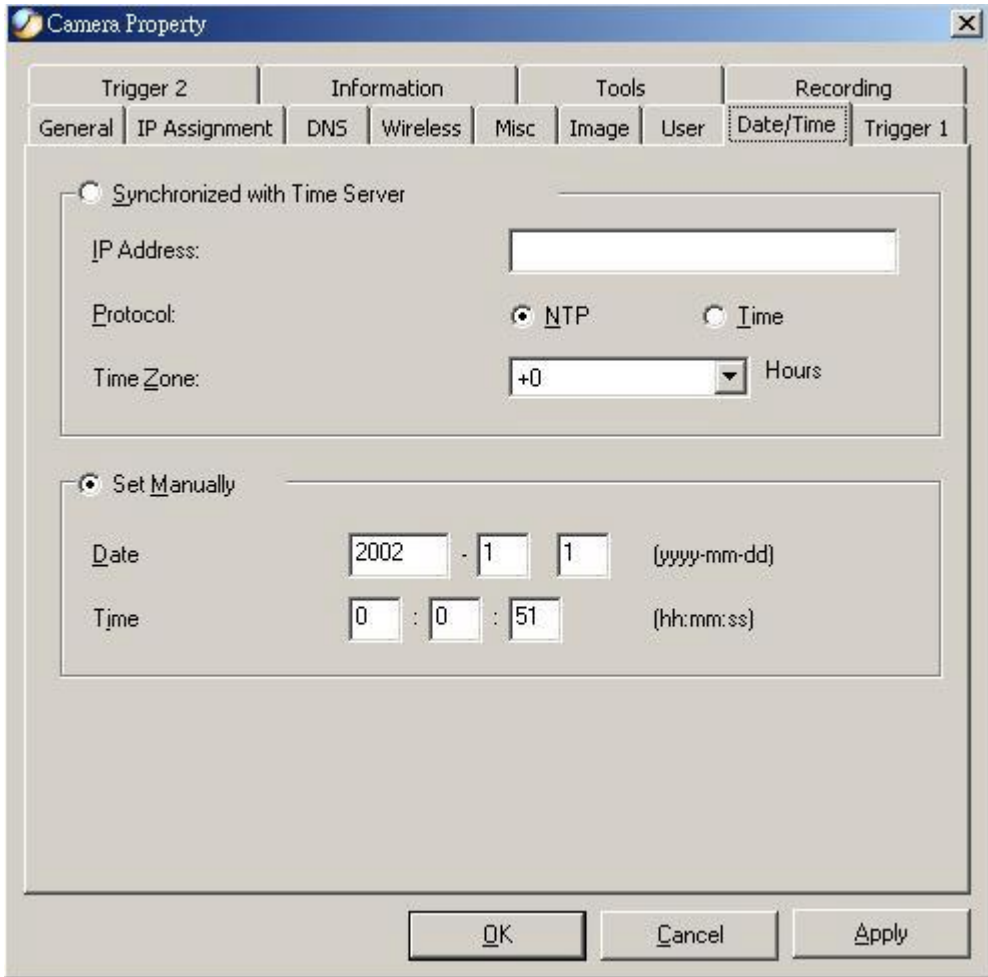 Camera Property
Trigger 2 Information Tools Recording
General IP Assignment DNS Wireless Misc Image User Date/Time Trigger 1
Synchronized with Time Server
IP Address:
Protocol: NTP Time
Time Zone: +0 Hours
Set Manually
Date 2002 - 1 1 (yyyy-mm-dd)
Time 0 : 0 : 51 (hh:mm:ss)
OK Cancel Apply